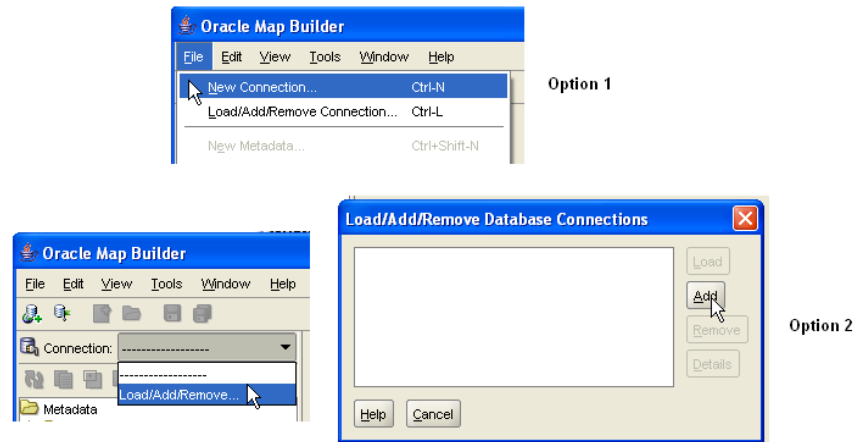 Oracle Map Builder
File Edit View Tools Window Help
New Connection... Ctrl-N
Load/Add/Remove Connection... Ctrl-L
New Metadata... Ctrl+Shift-N
Option 1
Oracle Map Builder
File Edit View Tools Window Help
Connection: ------------------
------------------
Load/Add/Remove...
Metadata
Load/Add/Remove Database Connections
Load
Add
Remove
Details
Help Cancel
Option 2